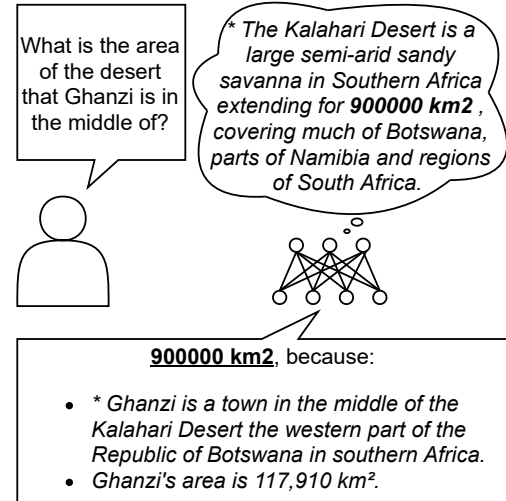 What is the area
of the desert
that Ghanzi is in
the middle of?
* The Kalahari Desert is a
large semi-arid sandy
savanna in Southern Africa
extending for 900000 km2 ,
covering much of Botswana,
parts of Namibia and regions
of South Africa.
900000 km2, because:
• * Ghanzi is a town in the middle of the
Kalahari Desert the western part of the
Republic of Botswana in southern Africa.
• Ghanzi's area is 117,910 km².